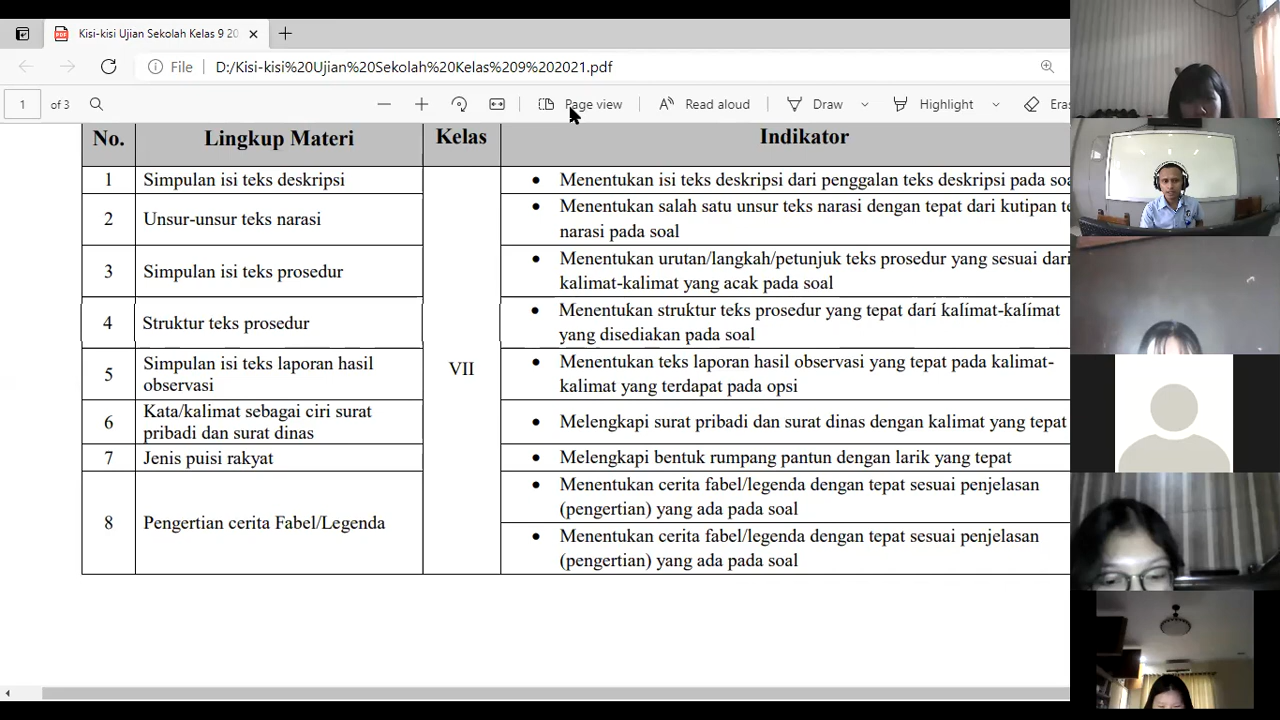 Kisi-kisi Ujian Sekolah Kelas 9 20
File D:/Kisi-kisi%20Ujian%20Sekolah%20Kelas%209%202021.pdf
1 of 3 Page view Read aloud Draw Highlight Eras
No. Lingkup Materi Kelas Indikator
1 Simpulan isi teks deskripsi • Menentukan isi teks deskripsi dari penggalan teks deskripsi pada soa
2 Unsur-unsur teks narasi • Menentukan salah satu unsur teks narasi dengan tepat dari kutipan te
narasi pada soal
3 Simpulan isi teks prosedur • Menentukan urutan/langkah/petunjuk teks prosedur yang sesuai dari
kalimat-kalimat yang acak pada soal
4 Struktur teks prosedur • Menentukan struktur teks prosedur yang tepat dari kalimat-kalimat
yang disediakan pada soal
VII
5 Simpulan isi teks laporan hasil
observasi
• Menentukan teks laporan hasil observasi yang tepat pada kalimat-
kalimat yang terdapat pada opsi
6 Kata/kalimat sebagai ciri surat
pribadi dan surat dinas
• Melengkapi surat pribadi dan surat dinas dengan kalimat yang tepat
7 Jenis puisi rakyat • Melengkapi bentuk rumpang pantun dengan larik yang tepat
8 Pengertian cerita Fabel/Legenda
• Menentukan cerita fabel/legenda dengan tepat sesuai penjelasan
(pengertian) yang ada pada soal
• Menentukan cerita fabel/legenda dengan tepat sesuai penjelasan
(pengertian) yang ada pada soal